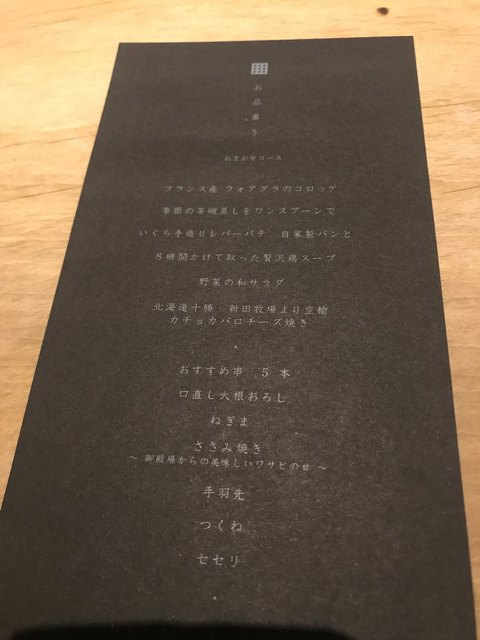 お品書き
おまかせコース
フランス産 フォアグラのコロッケ
季節の茶碗蒸しをワンスプーンで
いくら手造りレバーパテ 自家製パンと
8時間かけて取った贅沢鶏スープ
野菜の和サラダ
北海道十勝 新田牧場より空輸
カチョカバロチーズ焼き
おすすめ串 5本
口直し大根おろし
ねぎま
ささみ焼き
~ 御殿場からの美味しいワサビのせ ~
手羽先
つくね
セセリ